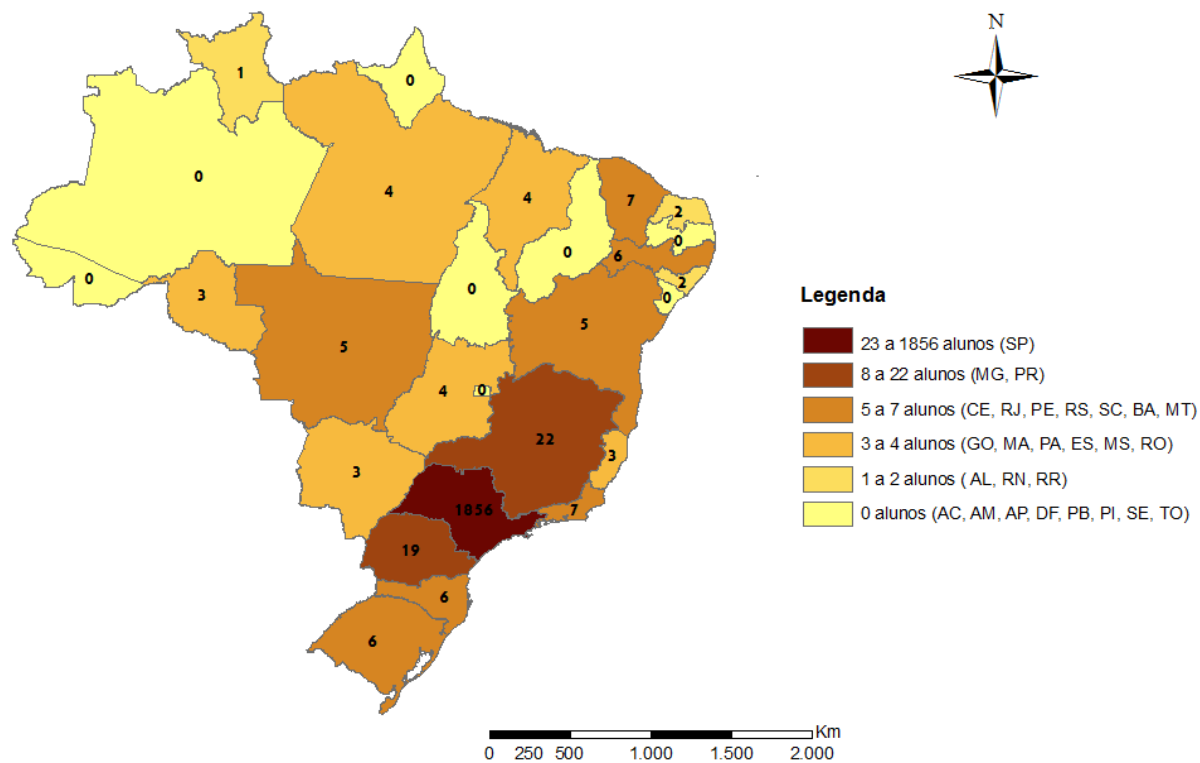 N
1
0
0
4
4
7
2
0
0
6
2
0
0
3
0
5
5
4
0
22
3
3
1856
7
19
6
6
Legenda
23 a 1856 alunos (SP)
8 a 22 alunos (MG, PR)
5 a 7 alunos (CE, RJ, PE, RS, SC, BA, MT)
3 a 4 alunos (GO, MA, PA, ES, MS, RO)
1 a 2 alunos ( AL, RN, RR)
0 alunos (AC, AM, AP, DF, PB, PI, SE, TO)
Km
0 250 500 1.000 1.500 2.000